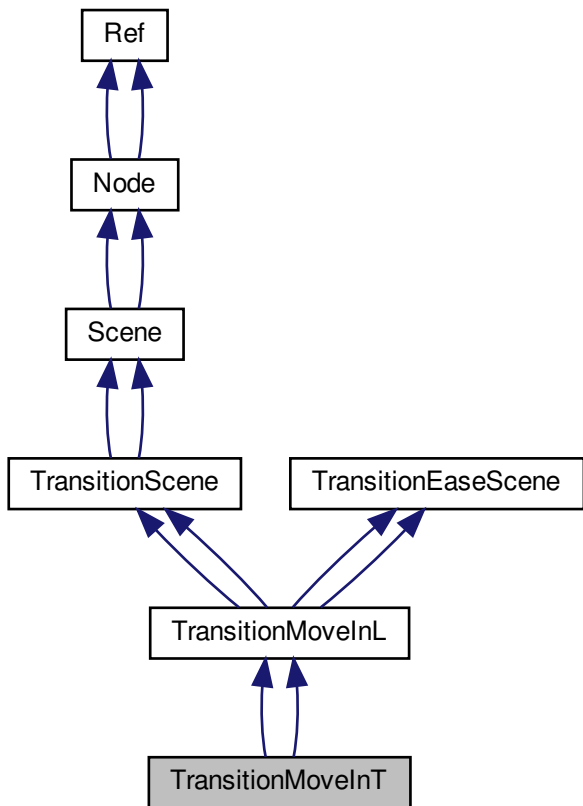 Ref
Node
Scene
TransitionScene
TransitionEaseScene
TransitionMoveInL
TransitionMoveInT